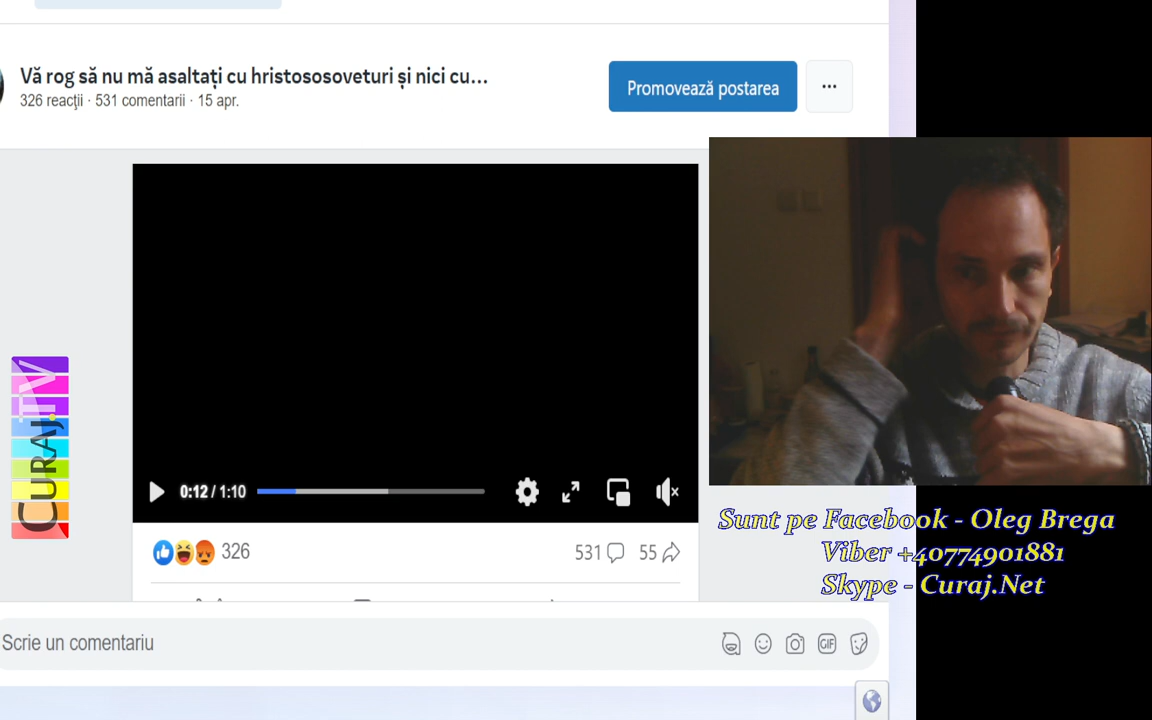 Vă rog să nu mă asaltați cu hristososoveturi și nici cu...
326 reacții · 531 comentarii · 15 apr.
Promovează postarea
0:12 / 1:10
CURAJ.TV
326
531
55
Sunt pe Facebook - Oleg Brega
Viber +40774901881
Skype - Curaj.Net
Scrie un comentariu
GIF